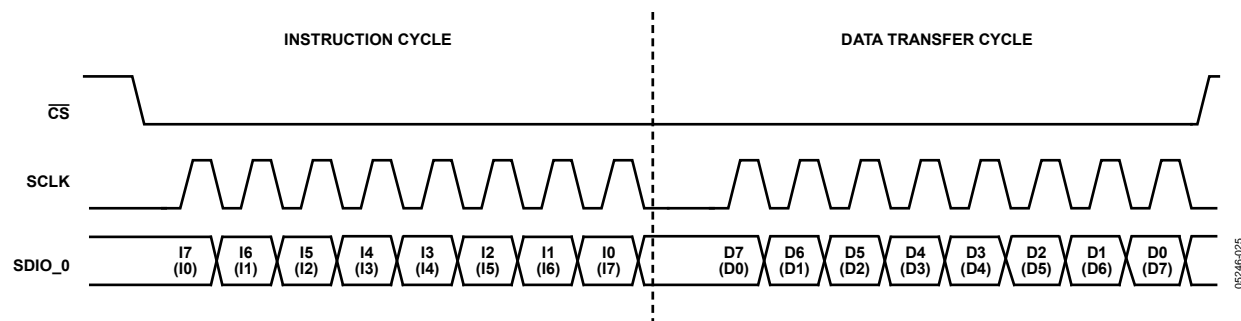 INSTRUCTION CYCLE
DATA TRANSFER CYCLE
CS
SCLK
SDIO_0
I7 I6 I5 I4 I3 I2 I1 I0 D7 D6 D5 D4 D3 D2 D1 D0
(I0) (I1) (I2) (I3) (I4) (I5) (I6) (I7) (D0) (D1) (D2) (D3) (D4) (D5) (D6) (D7)
05246-025